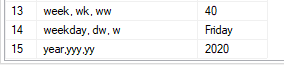 13 week, wk, ww 40
14 weekday, dw, w Friday
15 year,yyy,yy 2020